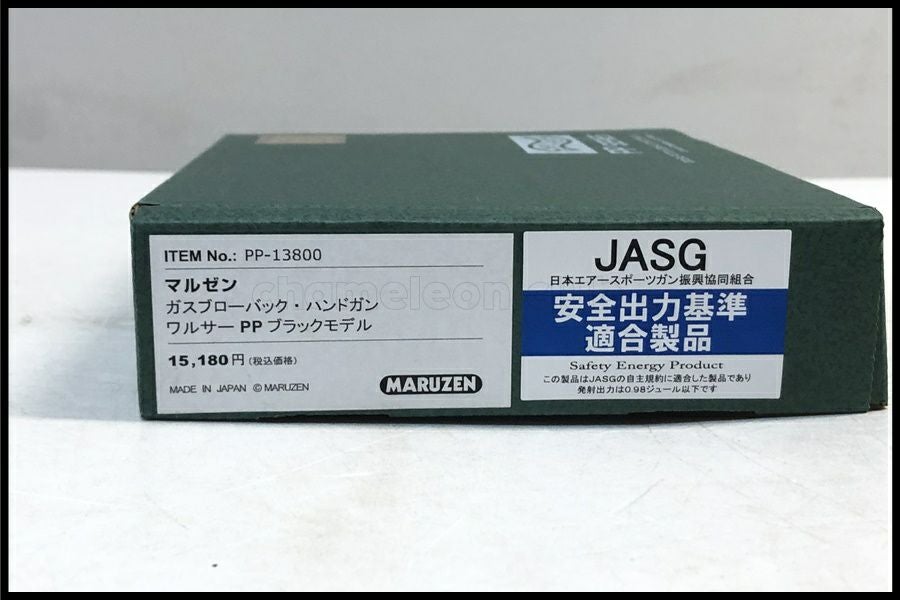 ITEM No.: PP-13800
マルゼン
ガスブローバック・ハンドガン
ワルサー PP ブラックモデル
15,180円 (税込価格)
MADE IN JAPAN © MARUZEN
MARUZEN
JASG
日本エアースポーツガン振興協同組合
安全出力基準
適合製品
Safety Energy Product
この製品はJASGの自主規約に適合した製品であり
発射出力は0.98ジュール以下です
chameleon